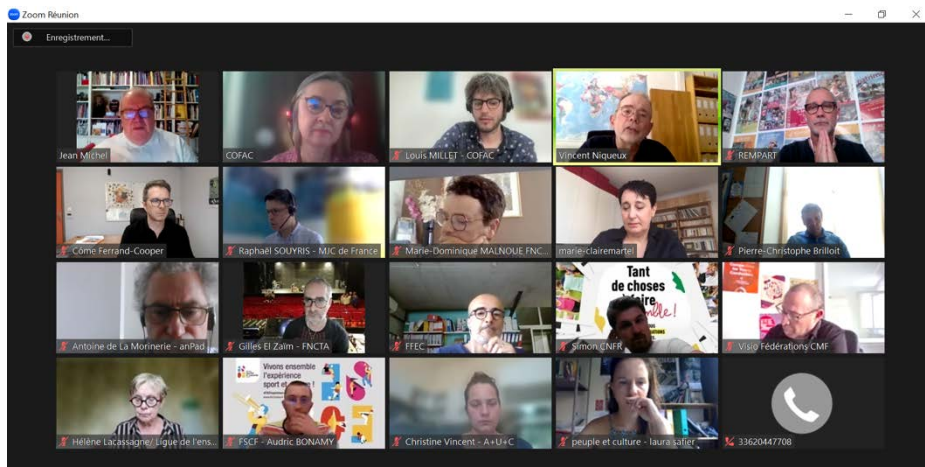 Zoom Réunion
Enregistrement...
Jean Michel
COFAC
Louis MILLET - COFAC
Vincent Niqueux
REMPART
Côme Ferrand-Cooper
Raphaël SOUYRIS - MJC de France
Marie-Dominique MALNOUE FNC...
marie-clairemartel
Pierre-Christophe Brilloit
Antoine de La Morinerie - anPad
Gilles El Zaïm - FNCTA
FFEC
Tant
de choses
faire
Simon CNFR
Visio Fédérations CMF
Hélène Lacassagne/ Ligue de l'ens...
Vivons ensemble
l'expérience
sport et
FSCF - Audric BONAMY
Christine Vincent - A+U+C
peuple et culture - laura safier
33620447708